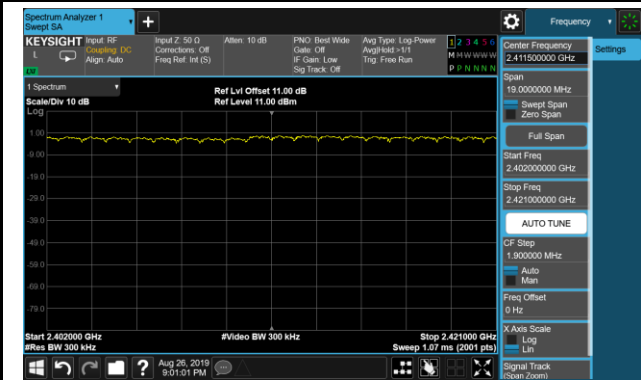 Spectrum Analyzer 1
Swept SA
Frequency
KEYSIGHT
L
LV
Input: RF
Coupling: DC
Align: Auto
Input Z: 50 Ω
Corrections: Off
Freq Ref: Int (S)
Atten: 10 dB
PNO: Best Wide
Gate: Off
IF Gain: Low
Sig Track: Off
Avg Type: Log-Power
Avg|Hold:>1/1
Trig: Free Run
1 2 3 4 5 6
M W W W W W
P P N N N N
1 Spectrum
Scale/Div 10 dB
Log
Ref Lvl Offset 11.00 dB
Ref Level 11.00 dBm
1.00
-9.00
-19.0
-29.0
-39.0
-49.0
-59.0
-69.0
-79.0
Start 2.402000 GHz
#Res BW 300 kHz
#Video BW 300 kHz
Stop 2.421000 GHz
Sweep 1.07 ms (2001 pts)
Aug 26, 2019
9:01:01 PM
?
Center Frequency
2.411500000 GHz
Settings
Span
19.0000000 MHz
Swept Span
Zero Span
Full Span
Start Freq
2.402000000 GHz
Stop Freq
2.421000000 GHz
AUTO TUNE
CF Step
1.900000 MHz
Auto
Man
Freq Offset
0 Hz
X Axis Scale
Log
Lin
Signal Track
(Span Zoom)